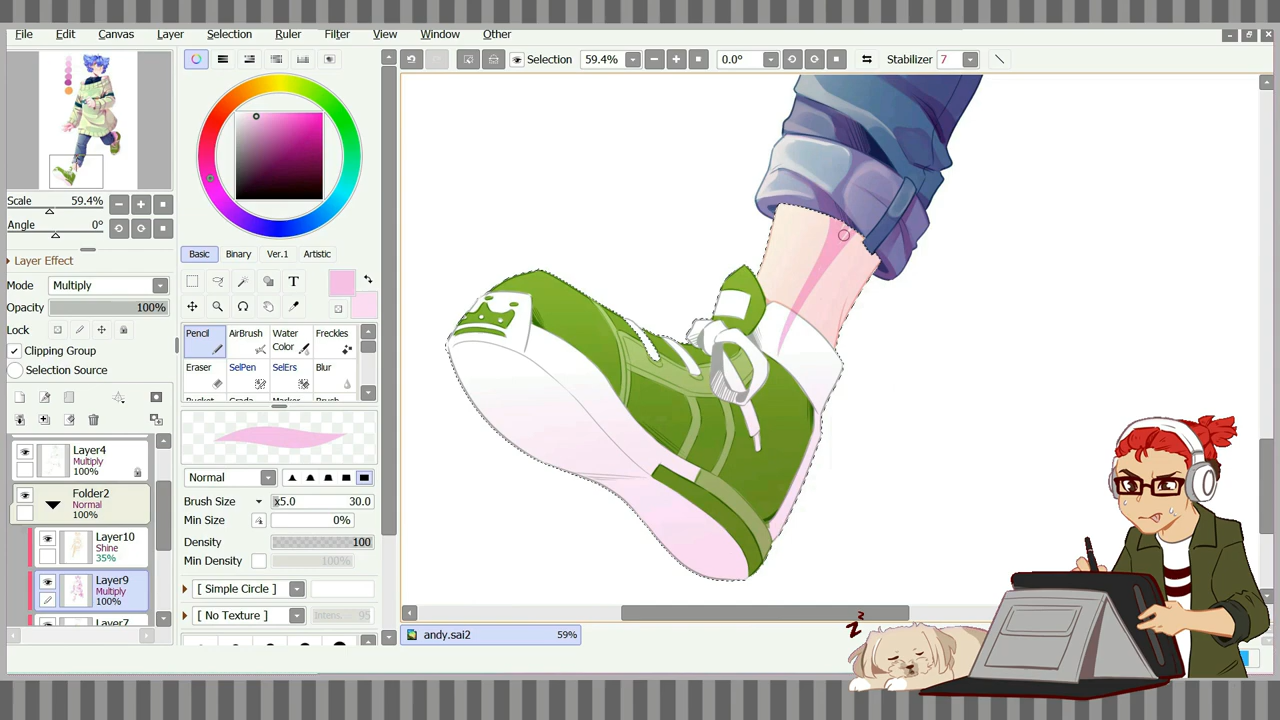 File Edit Canvas Layer Selection Ruler Filter View Window Other
Selection 59.4% 0.0° Stabilizer 7
Scale 59.4%
Angle 0°
Layer Effect
Mode Multiply
Opacity 100%
Lock
Clipping Group
Selection Source
Layer4
Multiply
100%
Folder2
Normal
100%
Layer10
Shine
35%
Layer9
Multiply
100%
Layer7
Basic Binary Ver.1 Artistic
T
Pencil AirBrush Water Color Freckles
Eraser SelPen SelErs Blur
Bucket Grada Marker Brush
Normal
Brush Size x5.0 30.0
Min Size 0%
Density 100
Min Density 100%
[ Simple Circle ]
[ No Texture ] Intens. 95
andy.sai2 59%
z
z